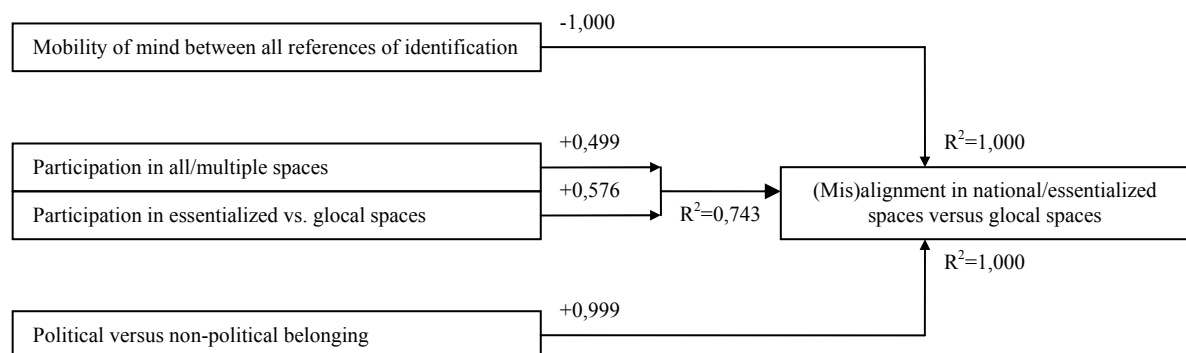 -1,000
Mobility of mind between all references of identification
R²=1,000
+0,499
Participation in all/multiple spaces
+0,576
Participation in essentialized vs. glocal spaces
R²=0,743
(Mis)alignment in national/essentialized
spaces versus glocal spaces
R²=1,000
+0,999
Political versus non-political belonging